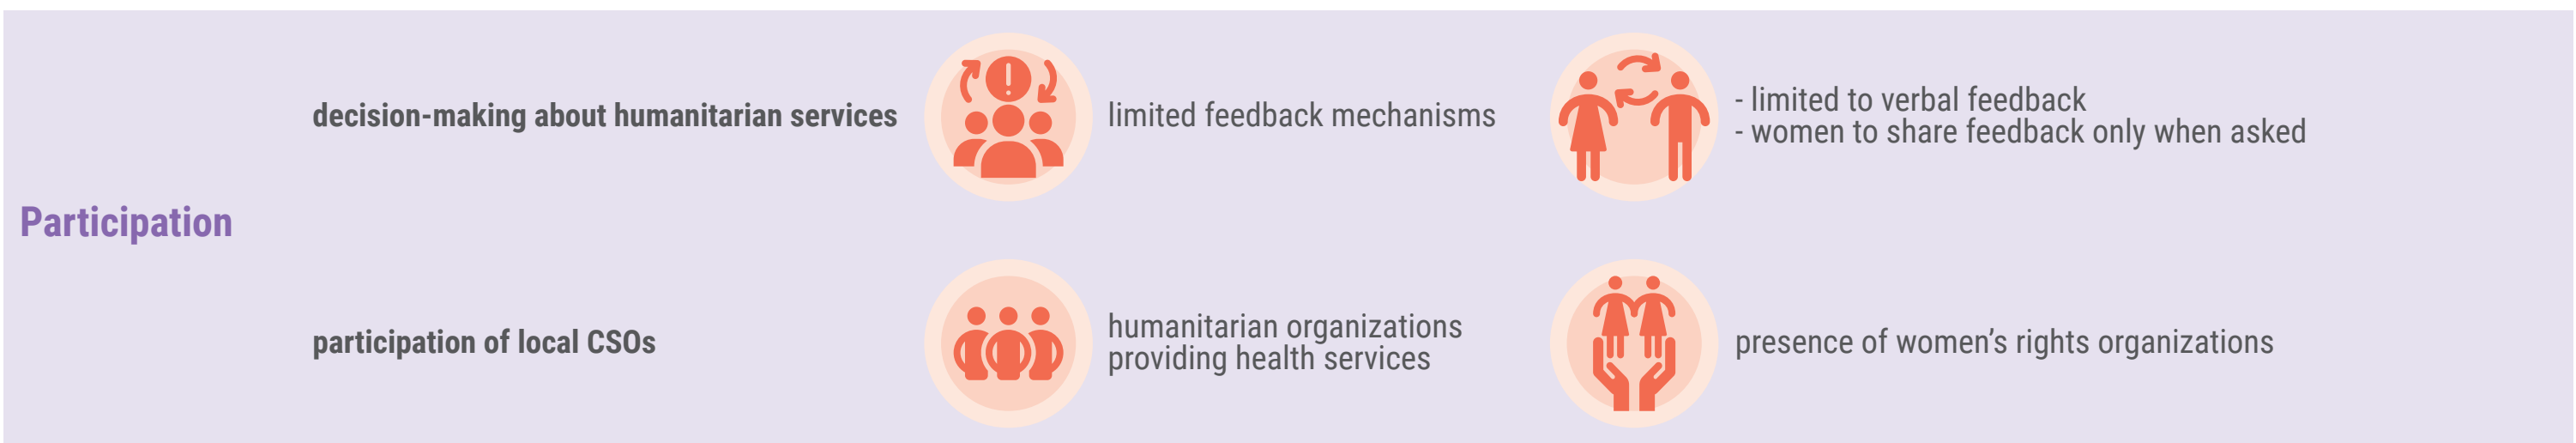 Participation
decision-making about humanitarian services
limited feedback mechanisms
- limited to verbal feedback
- women to share feedback only when asked
participation of local CSOs
humanitarian organizations
providing health services
presence of women’s rights organizations